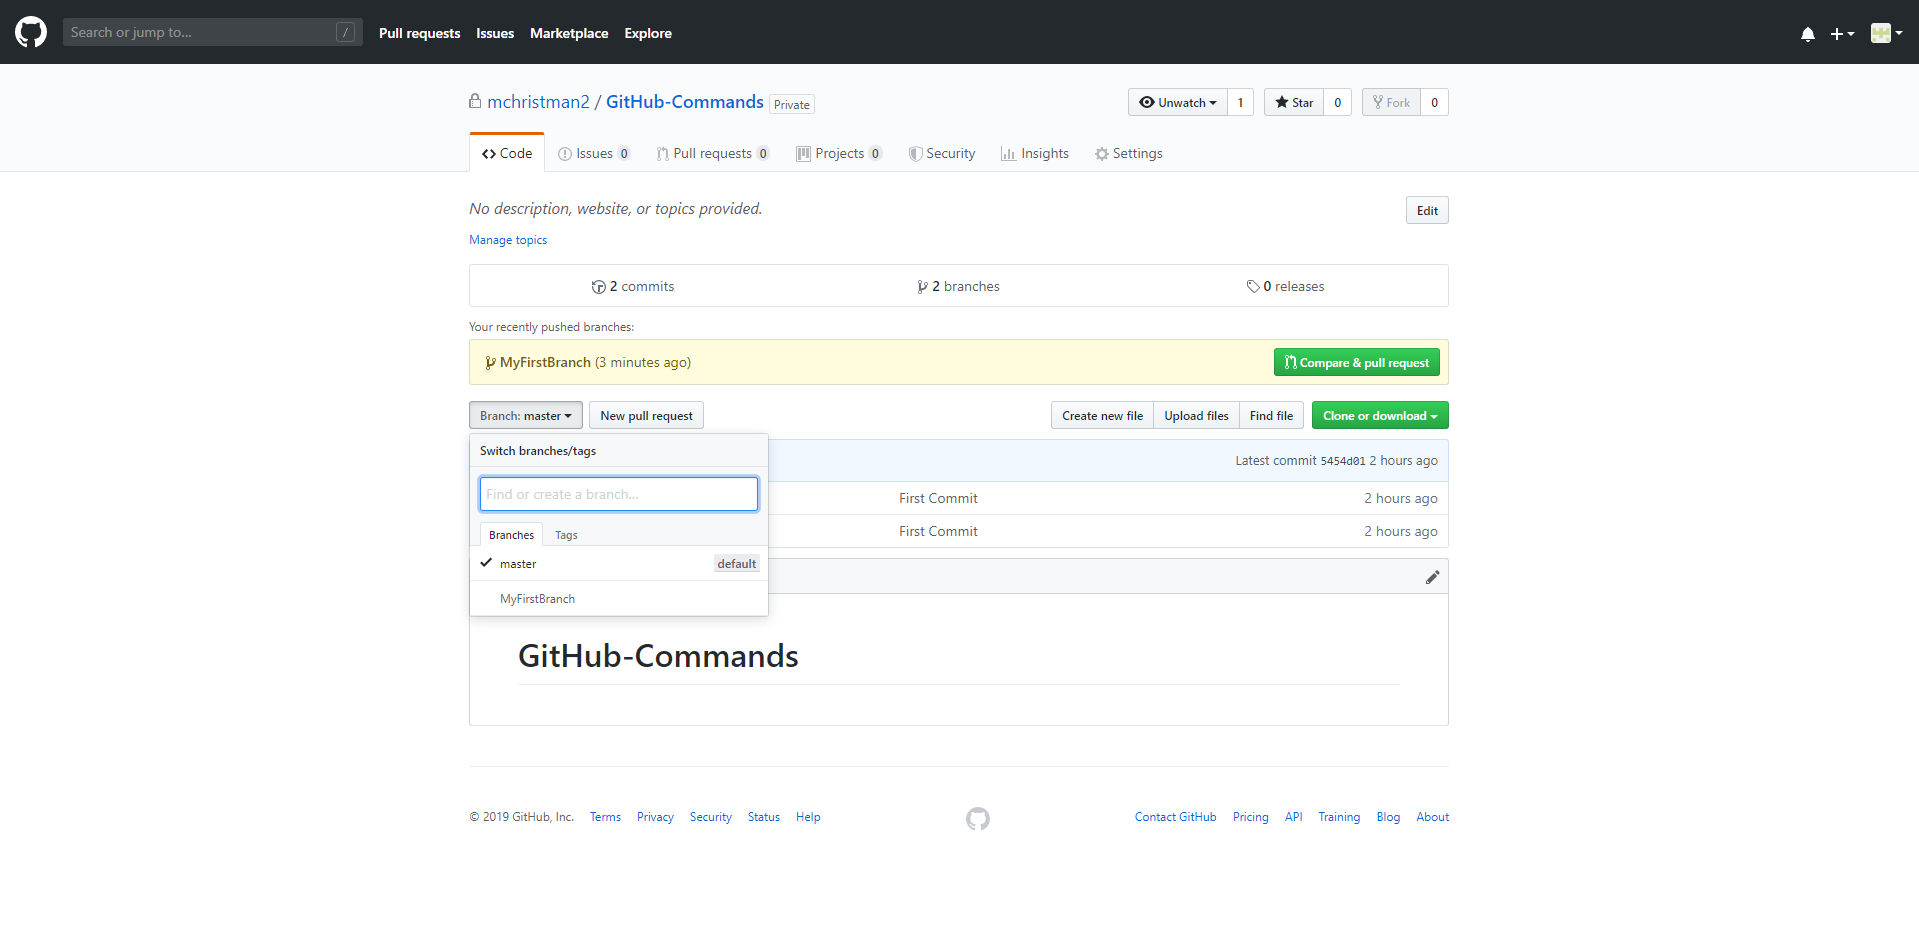 Search or jump to... /
Pull requests Issues Marketplace Explore
mchristman2 / GitHub-Commands Private
Unwatch 1 Star 0 Fork 0
Code Issues 0 Pull requests 0 Projects 0 Security Insights Settings
No description, website, or topics provided.
Edit
Manage topics
2 commits 2 branches 0 releases
Your recently pushed branches:
MyFirstBranch (3 minutes ago) Compare & pull request
Branch: master New pull request Create new file Upload files Find file Clone or download
Switch branches/tags
Latest commit 5454d01 2 hours ago
Find or create a branch...
First Commit 2 hours ago
Branches Tags
First Commit 2 hours ago
master default
MyFirstBranch
GitHub-Commands
© 2019 GitHub, Inc. Terms Privacy Security Status Help Contact GitHub Pricing API Training Blog About